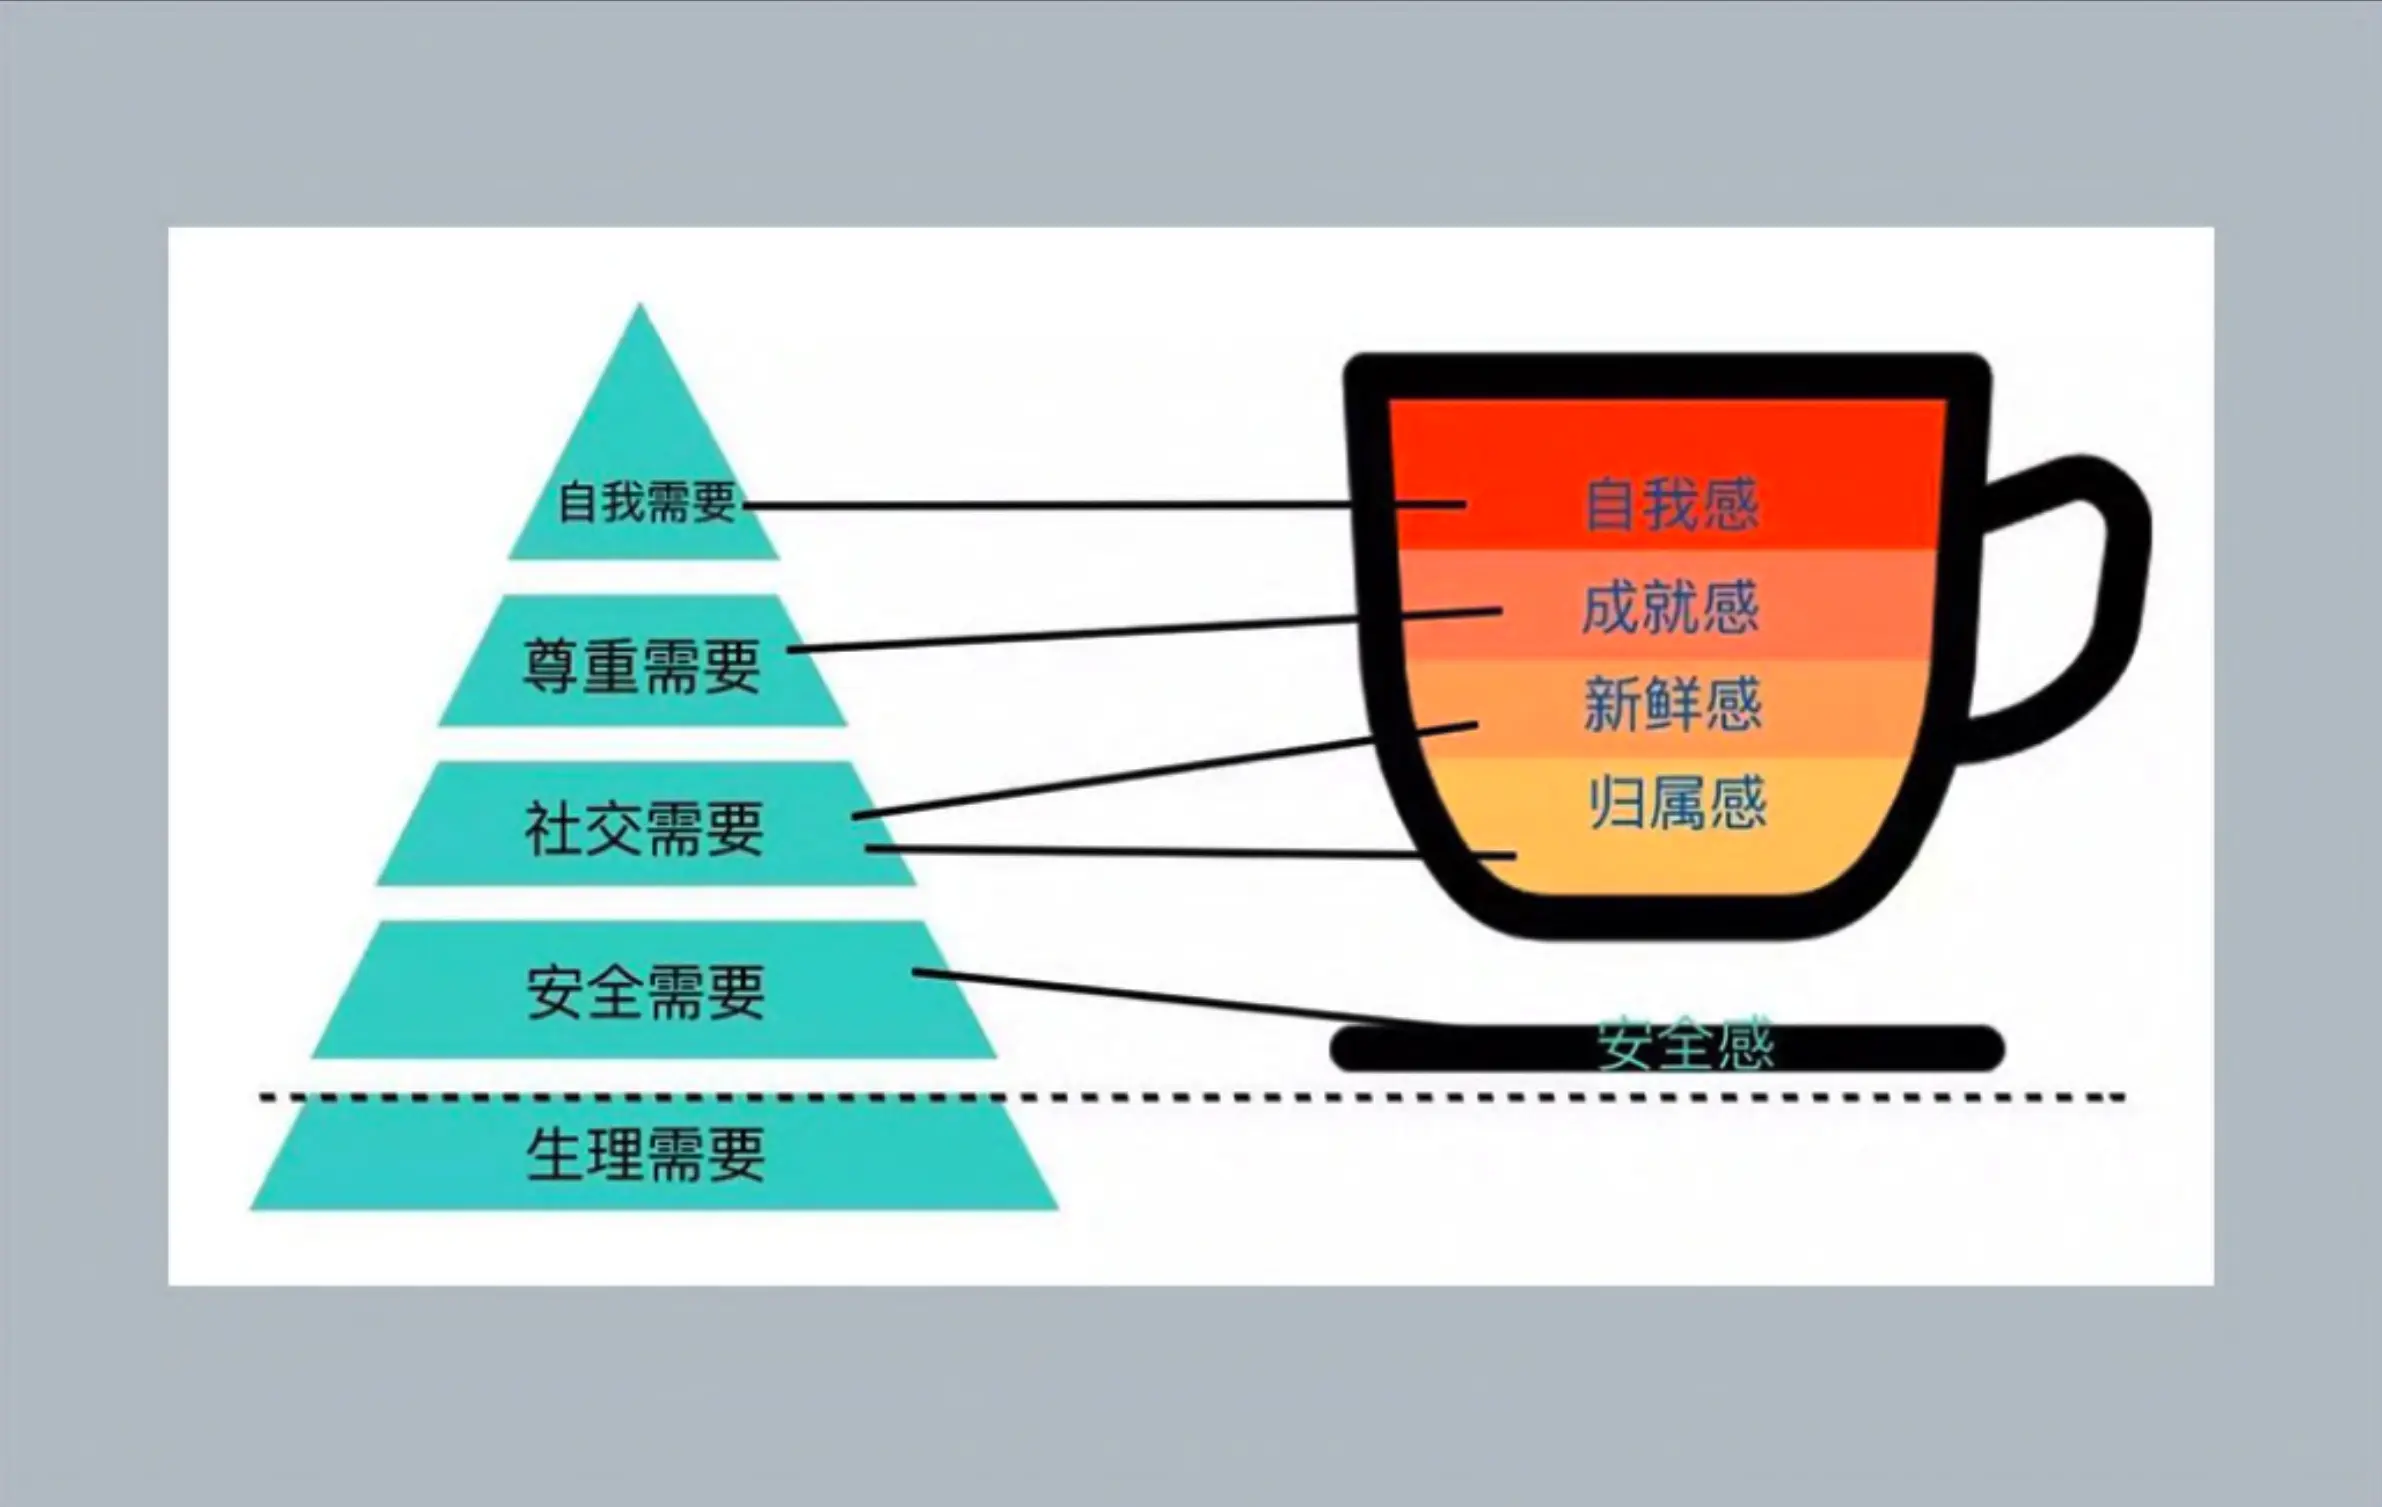 自我需要
尊重需要
社交需要
安全需要
生理需要
自我感
成就感
新鲜感
归属感
安全感